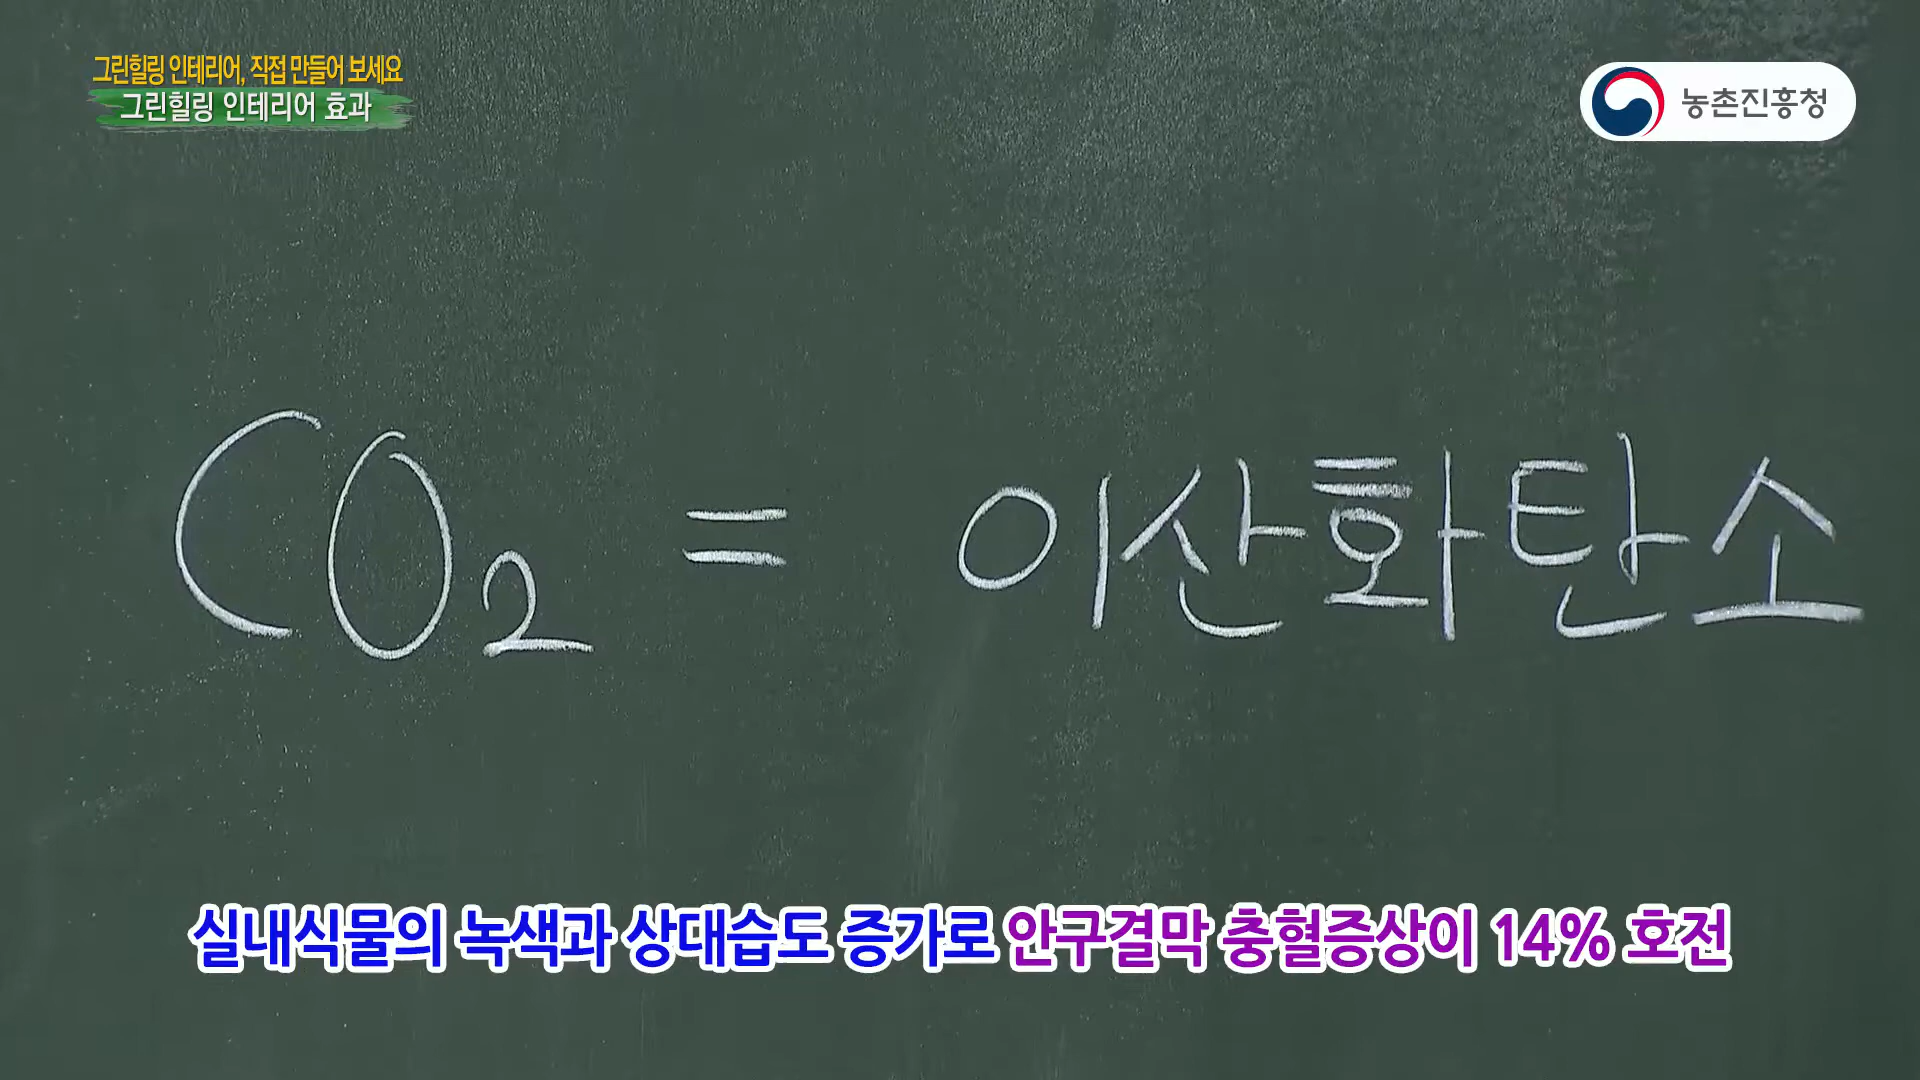 그린힐링 인테리어, 직접 만들어 보세요
그린힐링 인테리어 효과
농촌진흥청
CO₂ = 이산화탄소
실내식물의 녹색과 상대습도 증가로 안구결막 충혈증상이 14% 호전